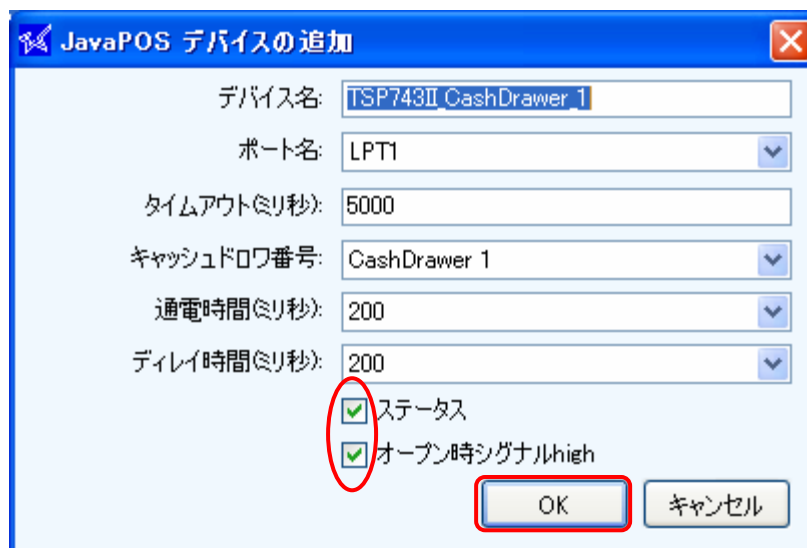 JavaPOS デバイスの追加
デバイス名: TSP743II_CashDrawer_1
ポート名: LPT1
タイムアウト(ミリ秒): 5000
キャッシュドロワ番号: CashDrawer 1
通電時間(ミリ秒): 200
ディレイ時間(ミリ秒): 200
ステータス
オープン時シグナルhigh
OK キャンセル